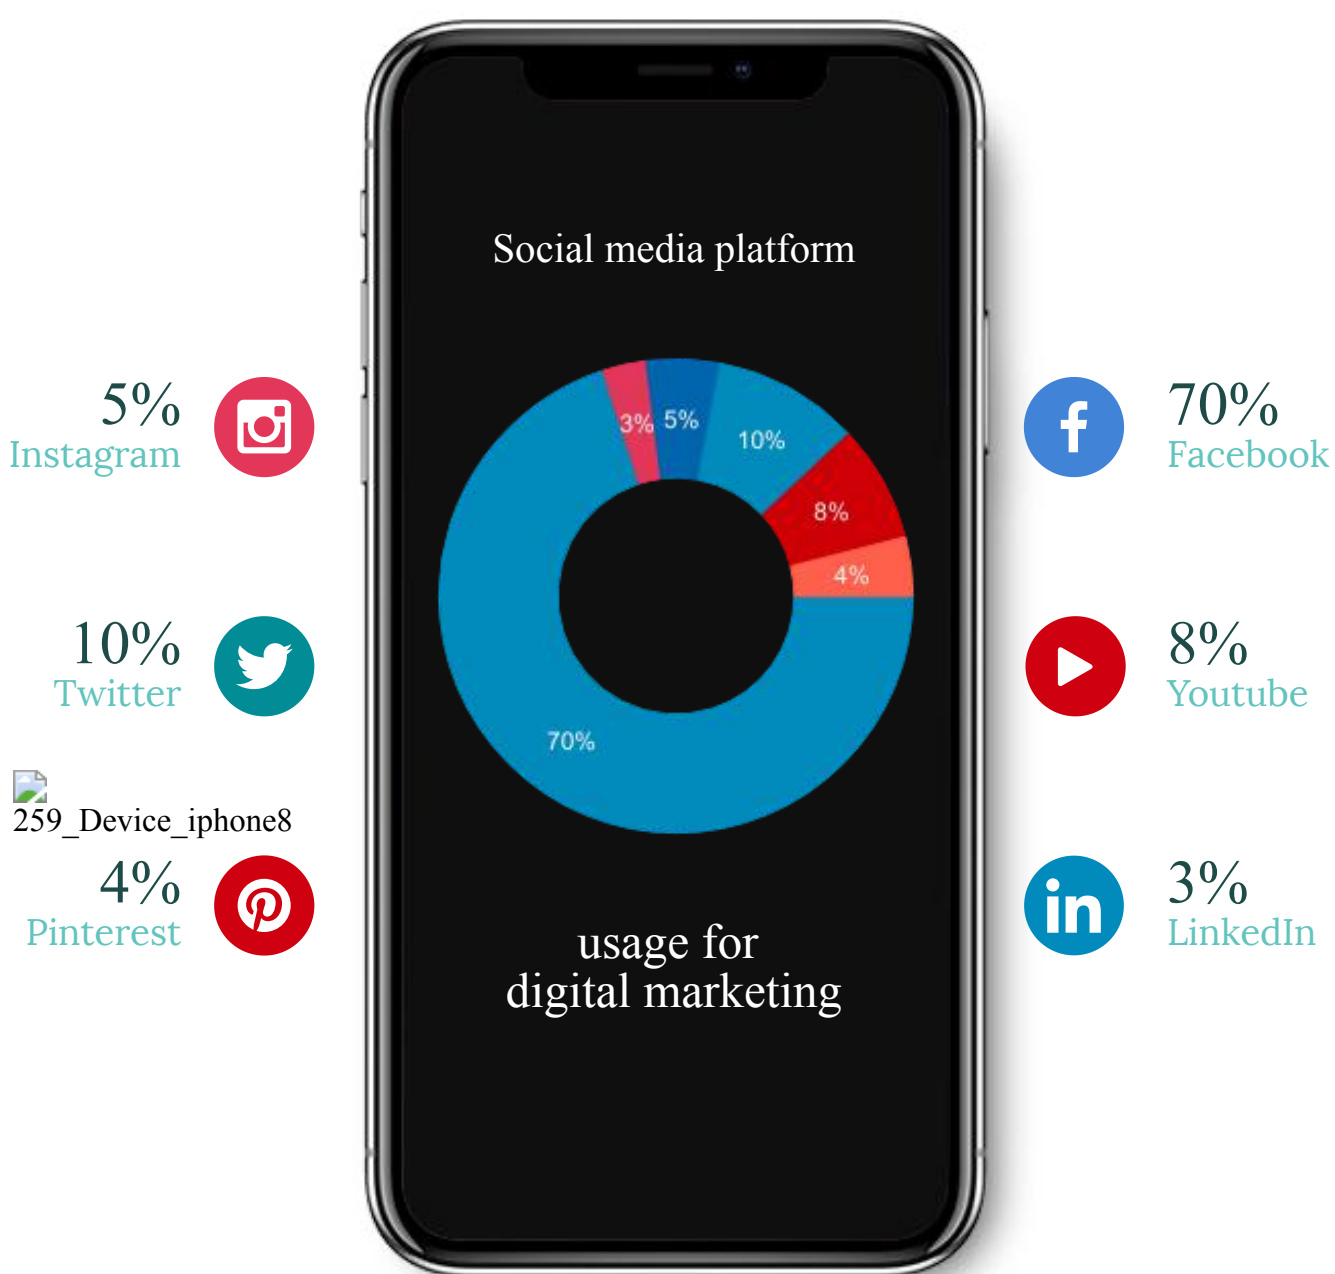 Social media platform
3%
5%
10%
8%
4%
70%
usage for
digital marketing
5%
Instagram
10%
Twitter
259_Device_iphone8
4%
Pinterest
70%
Facebook
8%
Youtube
3%
LinkedIn